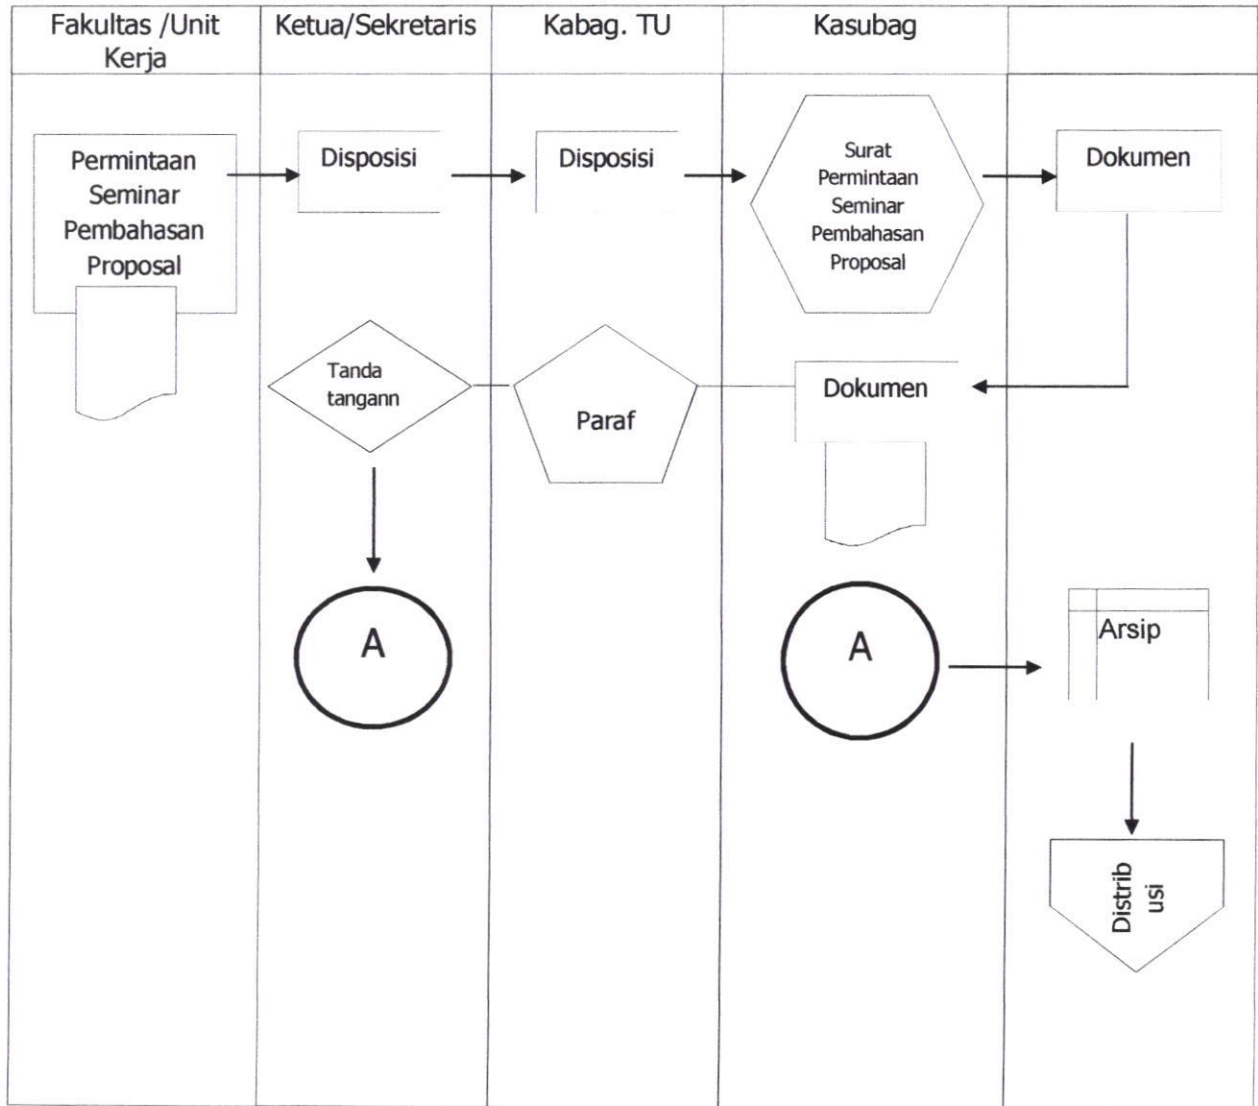 Fakultas /Unit
Kerja
Ketua/Sekretaris
Kabag. TU
Kasubag
Permintaan
Seminar
Pembahasan
Proposal
Disposisi
Disposisi
Surat
Permintaan
Seminar
Pembahasan
Proposal
Dokumen
Tanda
tangann
Paraf
Dokumen
A
A
Arsip
Distrib
usi